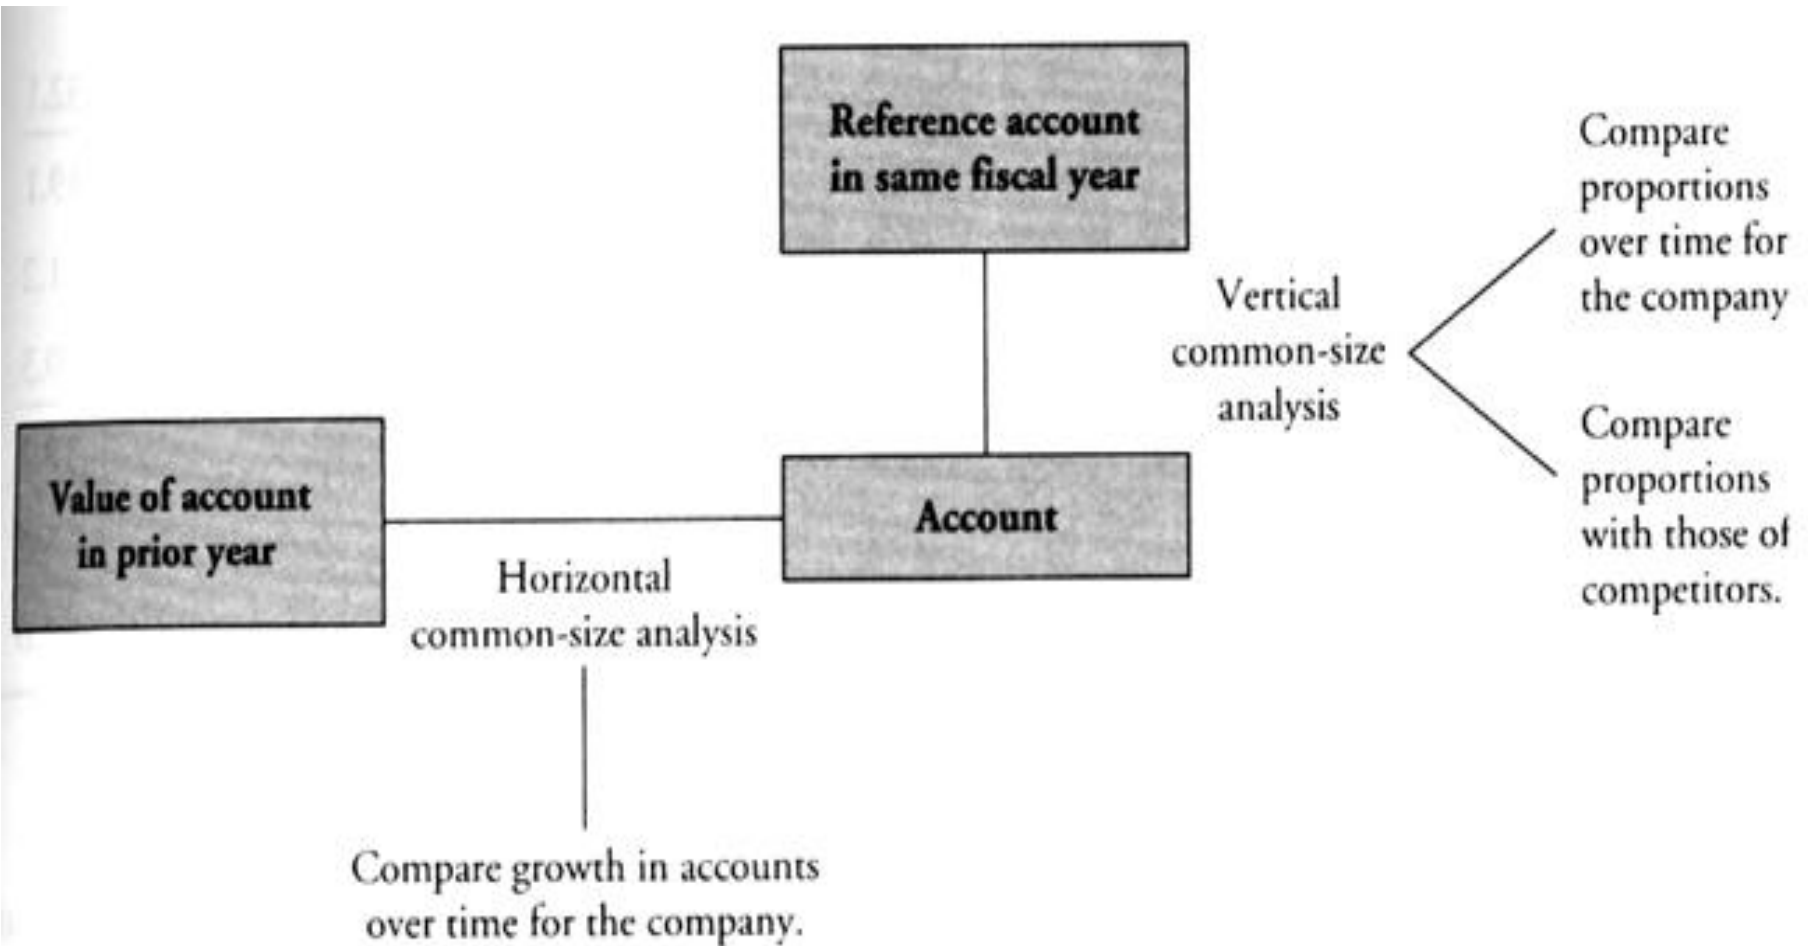 Reference account
in same fiscal year
Compare
proportions
over time for
the company
Vertical
common-size
analysis
Compare
proportions
with those of
competitors.
Value of account
in prior year
Account
Horizontal
common-size analysis
Compare growth in accounts
over time for the company.